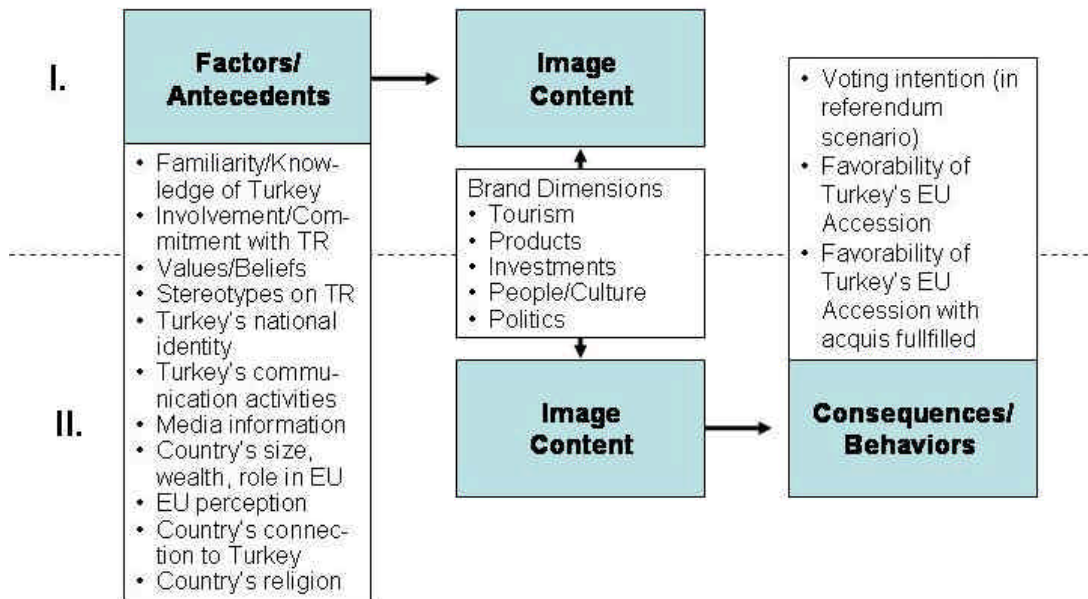 I.
Factors/
Antecedents
• Familiarity/Know-
ledge of Turkey
• Involvement/Com-
mitment with TR
• Values/Beliefs
• Stereotypes on TR
• Turkey's national
identity
• Turkey's commu-
nication activities
• Media information
• Country's size,
wealth, role in EU
• EU perception
• Country's connec-
tion to Turkey
• Country's religion
Image
Content
Brand Dimensions
• Tourism
• Products
• Investments
• People/Culture
• Politics
II.
Image
Content
• Voting intention (in
referendum
scenario)
• Favorability of
Turkey's EU
Accession
• Favorability of
Turkey's EU
Accession with
acquis fullfilled
Consequences/
Behaviors